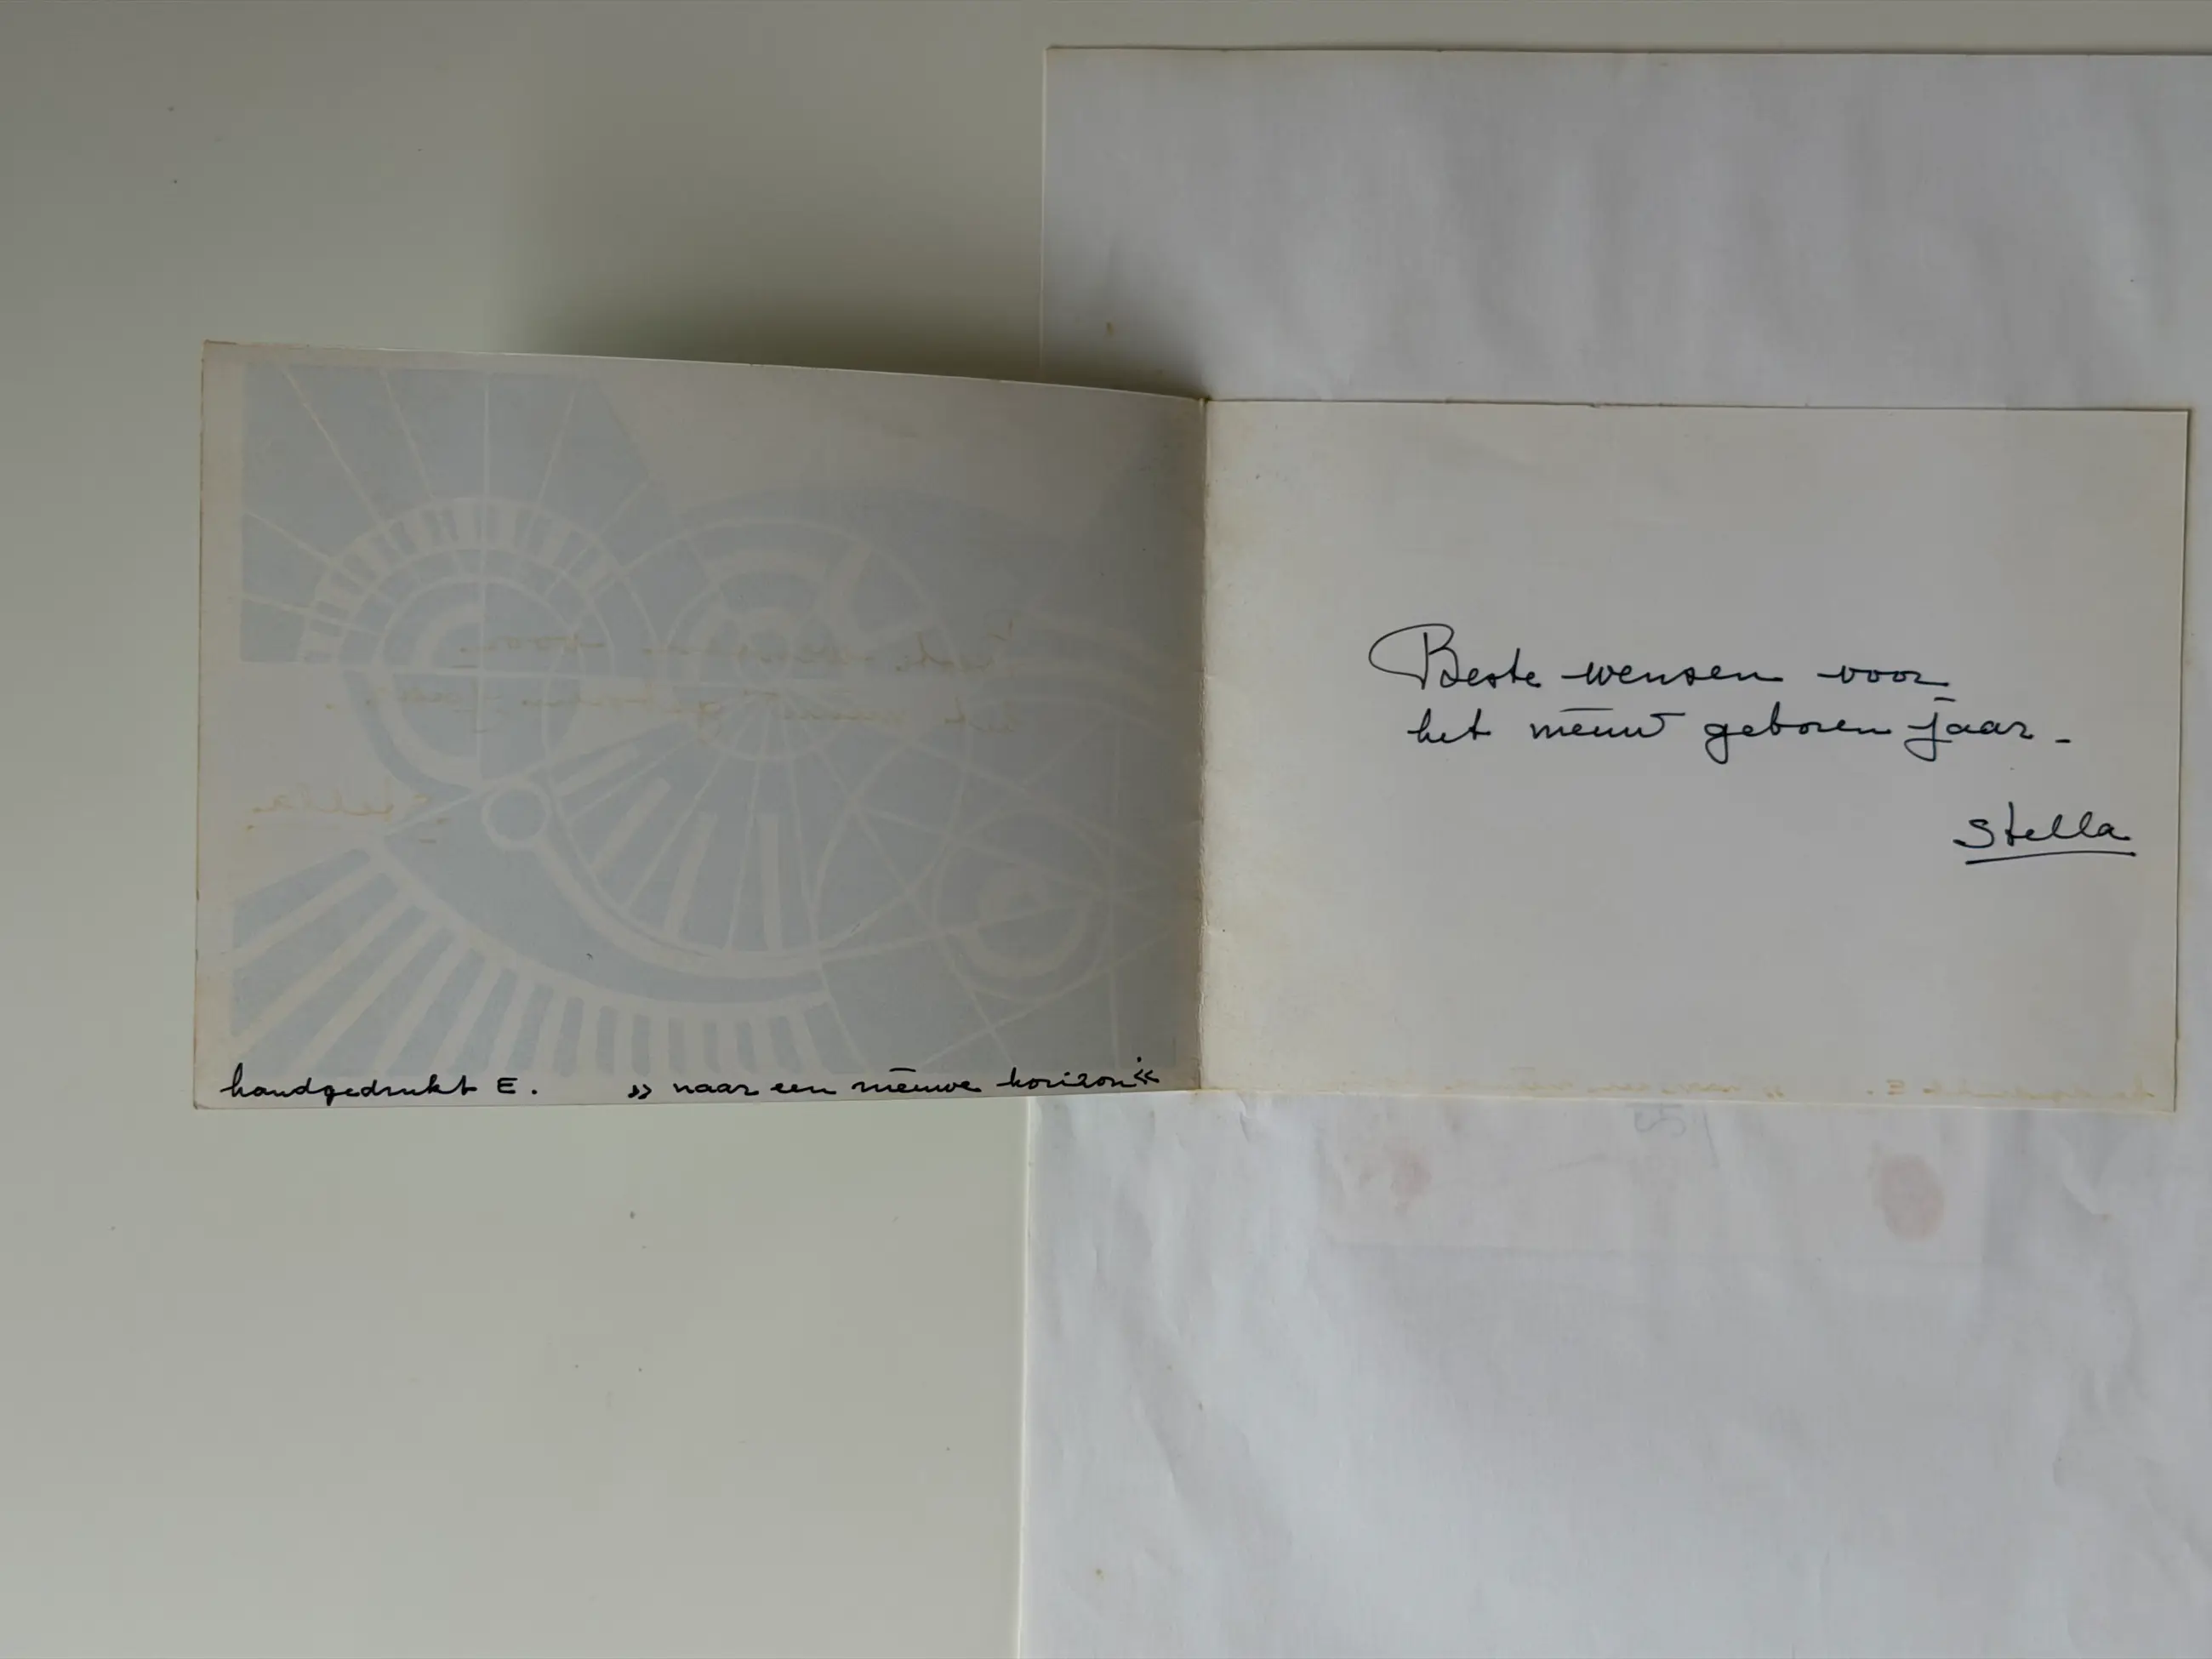 handgedrukt E. » naar een nieuwe horizon «
Beste wensen voor
het nieuw geboren jaar -
Stella